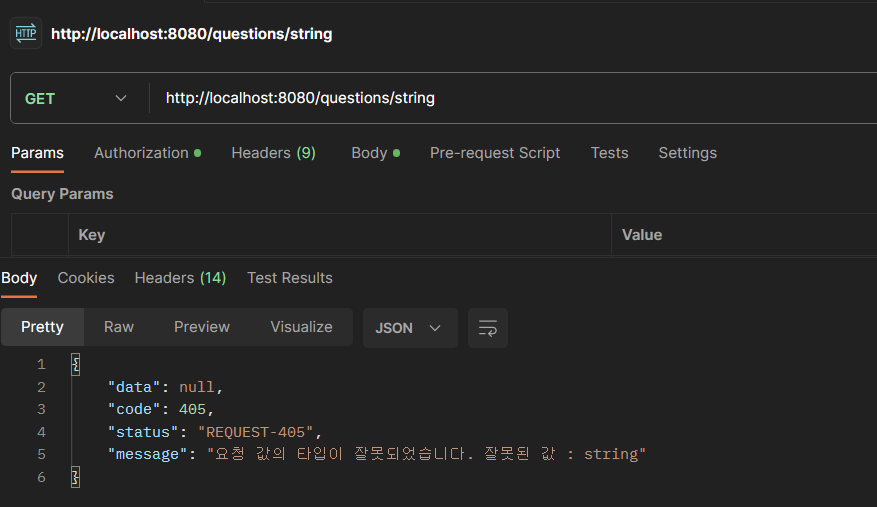 HTTP http://localhost:8080/questions/string
GET http://localhost:8080/questions/string
Params Authorization Headers (9) Body Pre-request Script Tests Settings
Query Params
Key Value
Body Cookies Headers (14) Test Results
Pretty Raw Preview Visualize JSON
1 {
2 "data": null,
3 "code": 405,
4 "status": "REQUEST-405",
5 "message": "요청 값의 타입이 잘못되었습니다. 잘못된 값 : string"
6 }